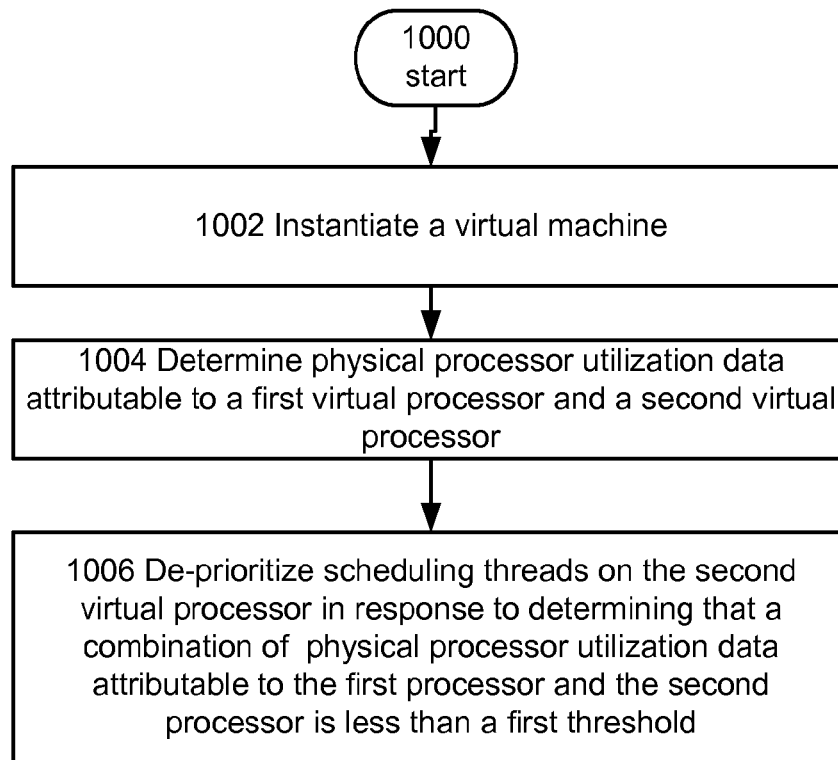 1000
start
1002 Instantiate a virtual machine
1004 Determine physical processor utilization data
attributable to a first virtual processor and a second virtual
processor
1006 De-prioritize scheduling threads on the second
virtual processor in response to determining that a
combination of physical processor utilization data
attributable to the first processor and the second
processor is less than a first threshold